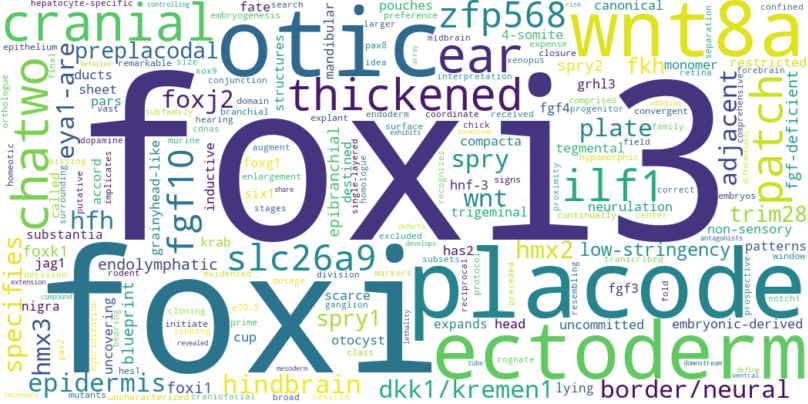 hepatocyte-specific controlling
cranial fate search canonical confined rise
embryogenesis pouches preference larger
otic zfp568 wnt8a
epithelium keywords
preplacodal mandibular 4-somite
pax8 closure separation
midbrain idea xenopus expense
size sox9 conjunction
ear spry2 fkh monomer restricted
final detailed remarkable murine
ducts structures array interpretation retina forebrain
orthologue sheet domain thickened grhl3
pars foxj2 subfamily branchial endoderm received fgf4 progenitor addition convergent
vast hearing explant chick comprises family
chatwo eya1-are cdnas surface coordinate exhibits intestine plate field adjacent comprehensive patch differentially
homeotic missing dopamine augment single-layered homologue compacta tegmental hypomorphic fgf-deficient
putative implicates foxi3 foxg1 destined epibranchial recognizes spry
called enlargement hnf-3 signs ilf1 correct
surrounding accord fgf10 six1 share inductive wnt proximity neurulation embryos
grainyhead-like stages trigeminal continually center trim28
substantia hfh krab excluded develops defects has2 non-sensory
specifies foxk1 jag1 evidenced slc26a9 markers hmx2 low-stringency patterns
decision rodent endolymphatic division subsets protocol reciprocal preceded resembling transcribed window
extension nigra e10.5 dosage scarce ganglion placode fgf3 fold prospective notch1
compound foxi
hmx3 uncovering blueprint hybridization bearing cloning initiate linking revealed prime spry1 expands head uncommitted embryonic-derived
pax2 hes1 cup otocyst class lethality ectoderm
epidermis foxi1 mesoderm cognate lying downstream
mutants hindbrain dkk1/kremen1 tube border/neural define
secondary uncharacterized craniofacial broad vesicle antagonists ventral